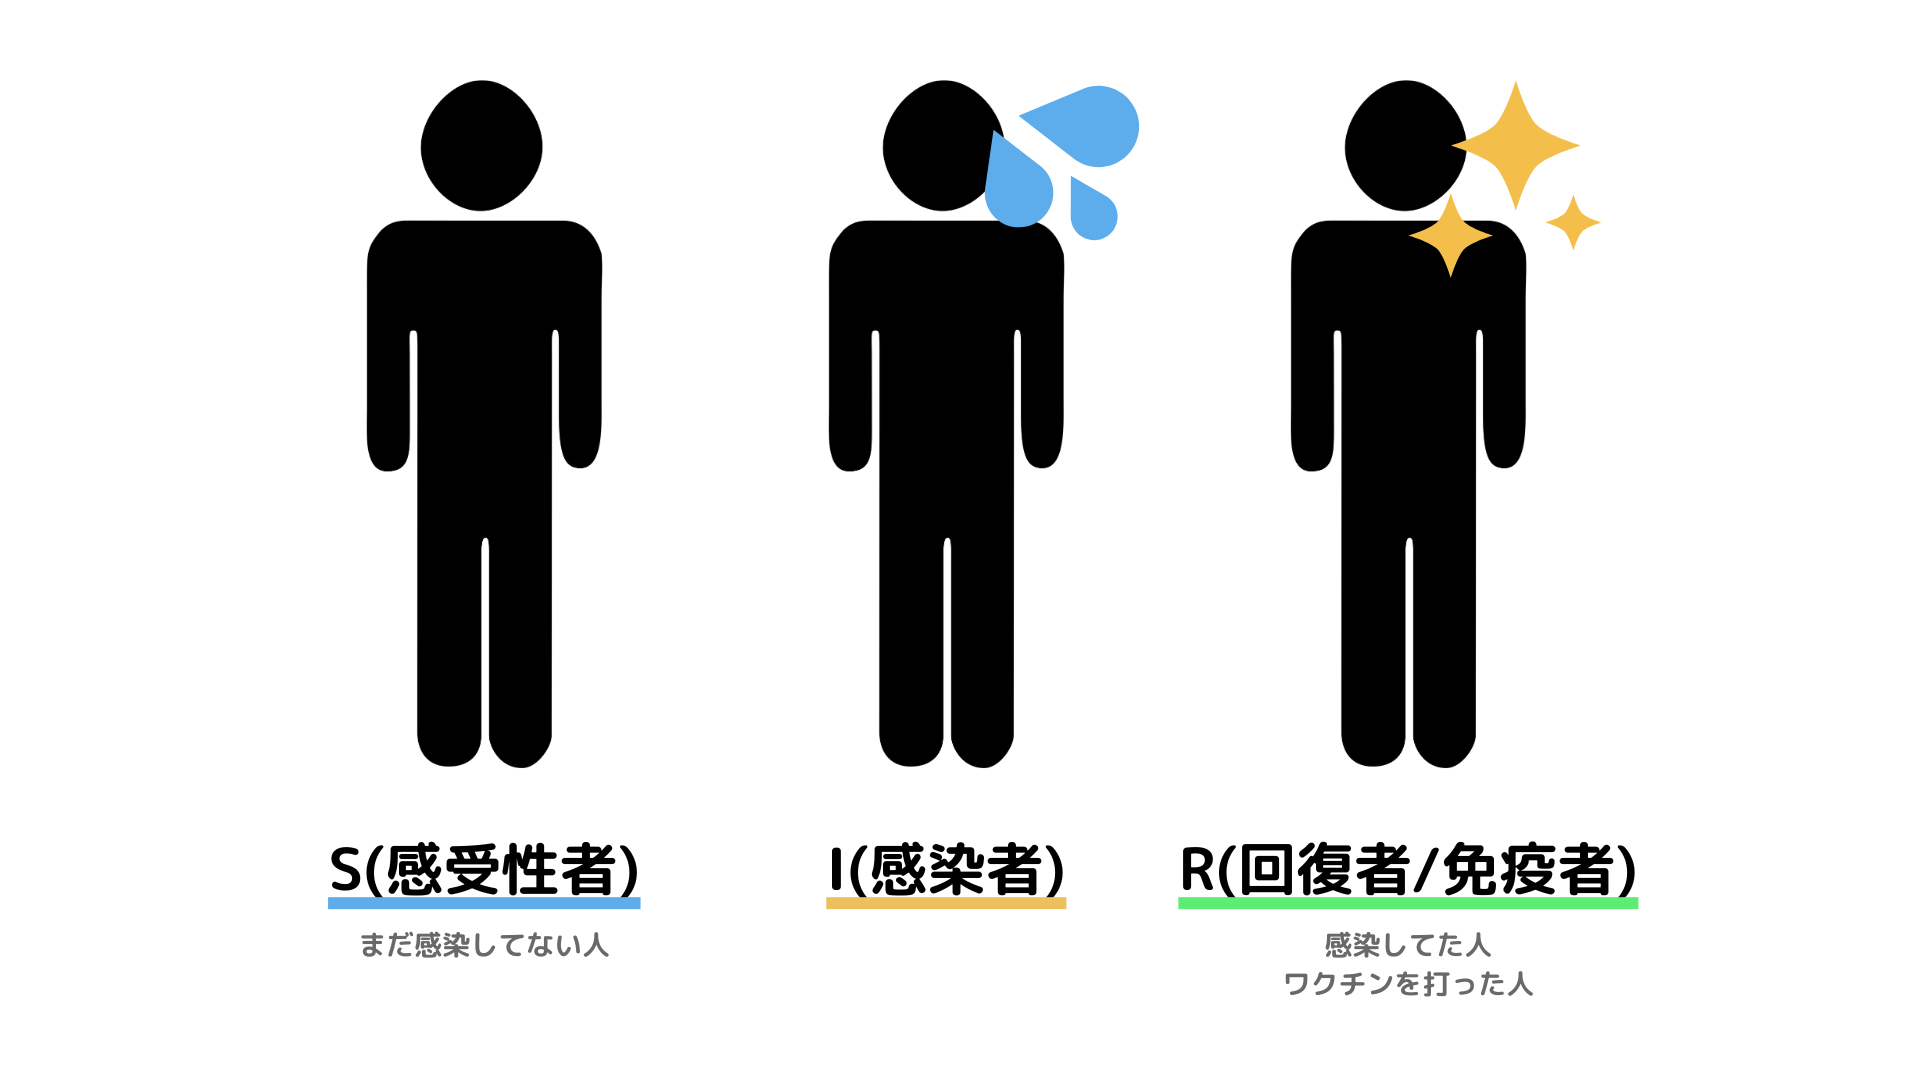 S(感受性者)
まだ感染してない人
I(感染者)
R(回復者/免疫者)
感染してた人
ワクチンを打った人